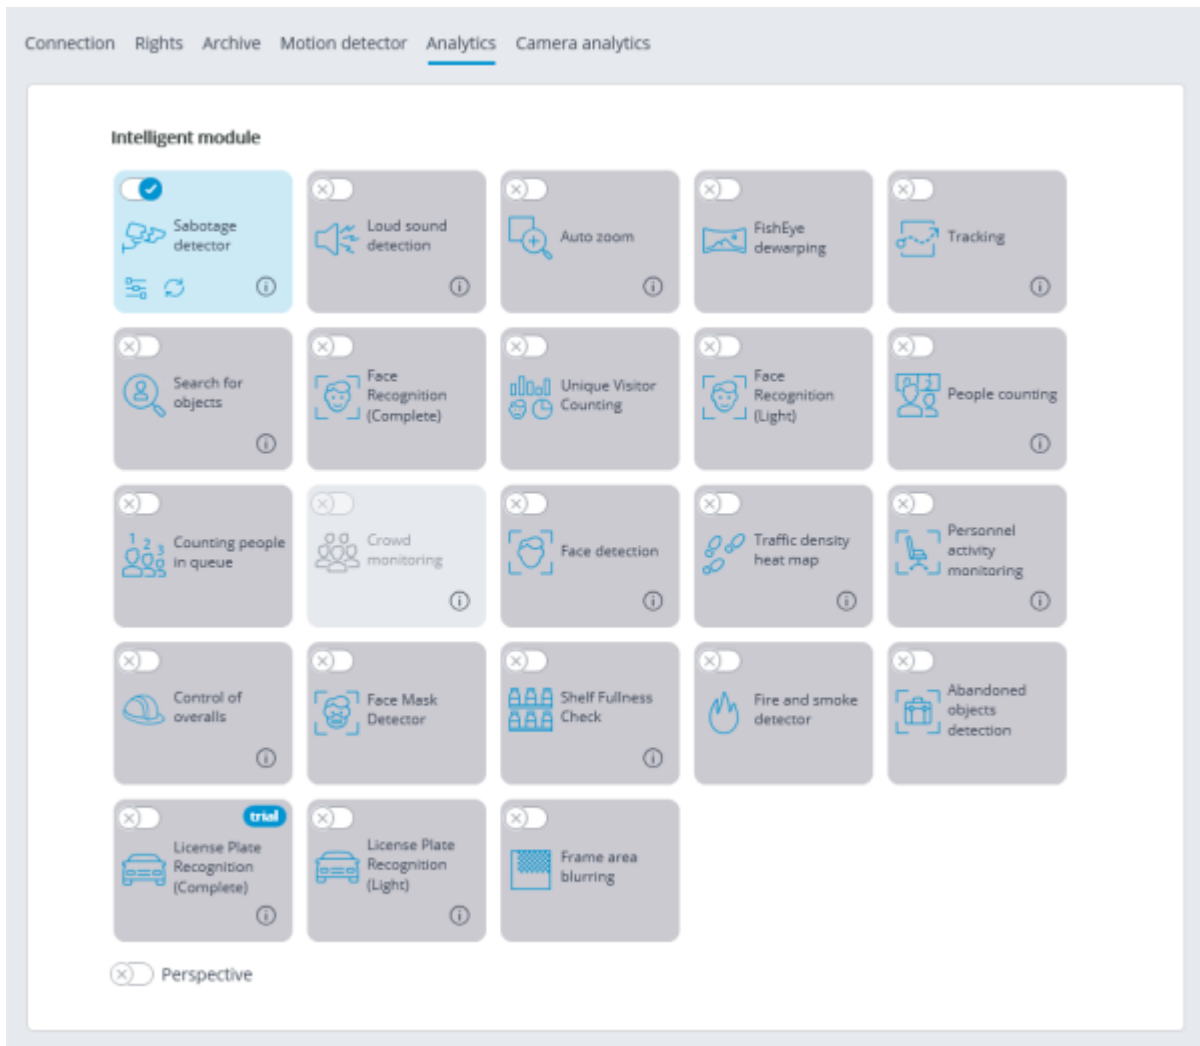 Connection Rights Archive Motion detector Analytics Camera analytics
Intelligent module
Sabotage
detector
Loud sound
detection
Auto zoom
FishEye
dewarping
Tracking
Search for
objects
Face
Recognition
(Complete)
Unique Visitor
Counting
Face
Recognition
(Light)
People counting
Counting people
in queue
Crowd
monitoring
Face detection
Traffic density
heat map
Personnel
activity
monitoring
Control of
overalls
Face Mask
Detector
Shelf Fullness
Check
Fire and smoke
detector
Abandoned
objects
detection
trial
License Plate
Recognition
(Complete)
License Plate
Recognition
(Light)
Frame area
blurring
Perspective